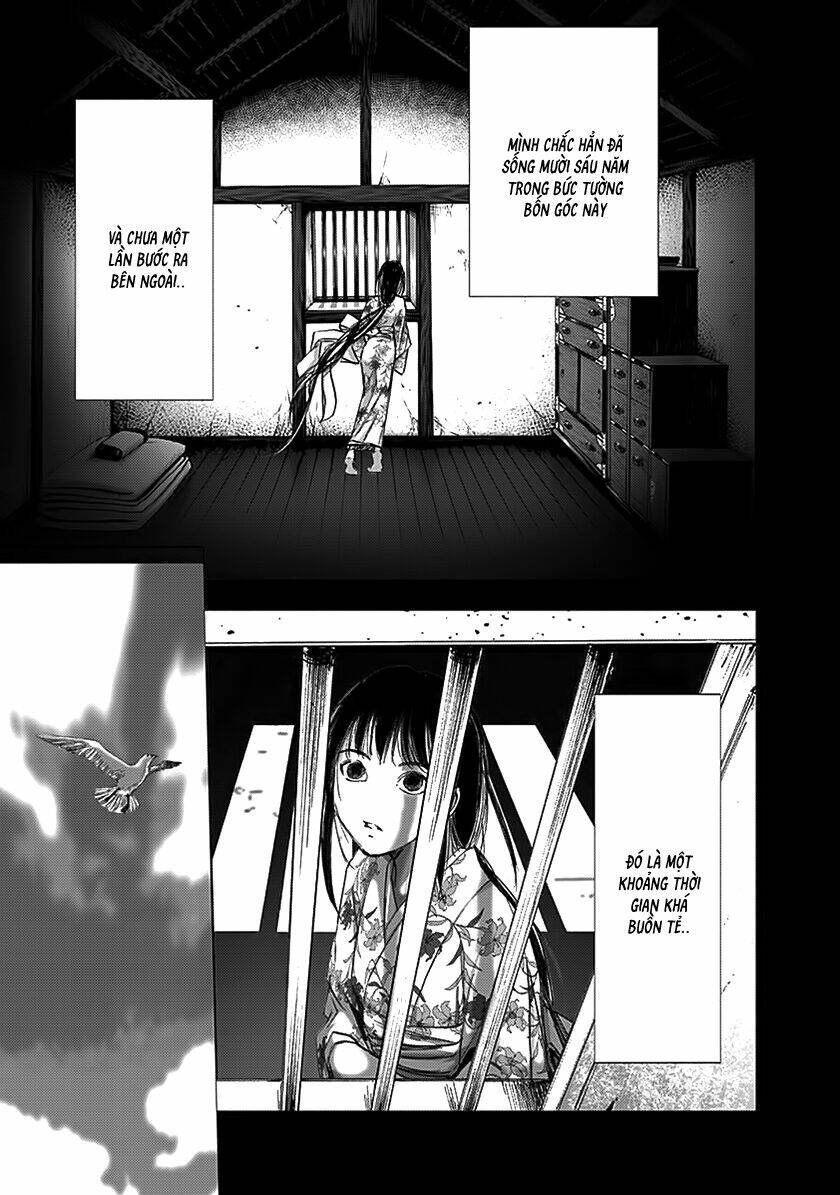 MÌNH CHẮC HẲN ĐÃ
SỐNG MƯỜI SÁU NĂM
TRONG BỨC TƯỜNG
BỐN GÓC NÀY
VÀ CHƯA MỘT
LẦN BƯỚC RA
BÊN NGOÀI..
ĐÓ LÀ MỘT
KHOẢNG THỜI
GIAN KHÁ
BUỒN TẺ..